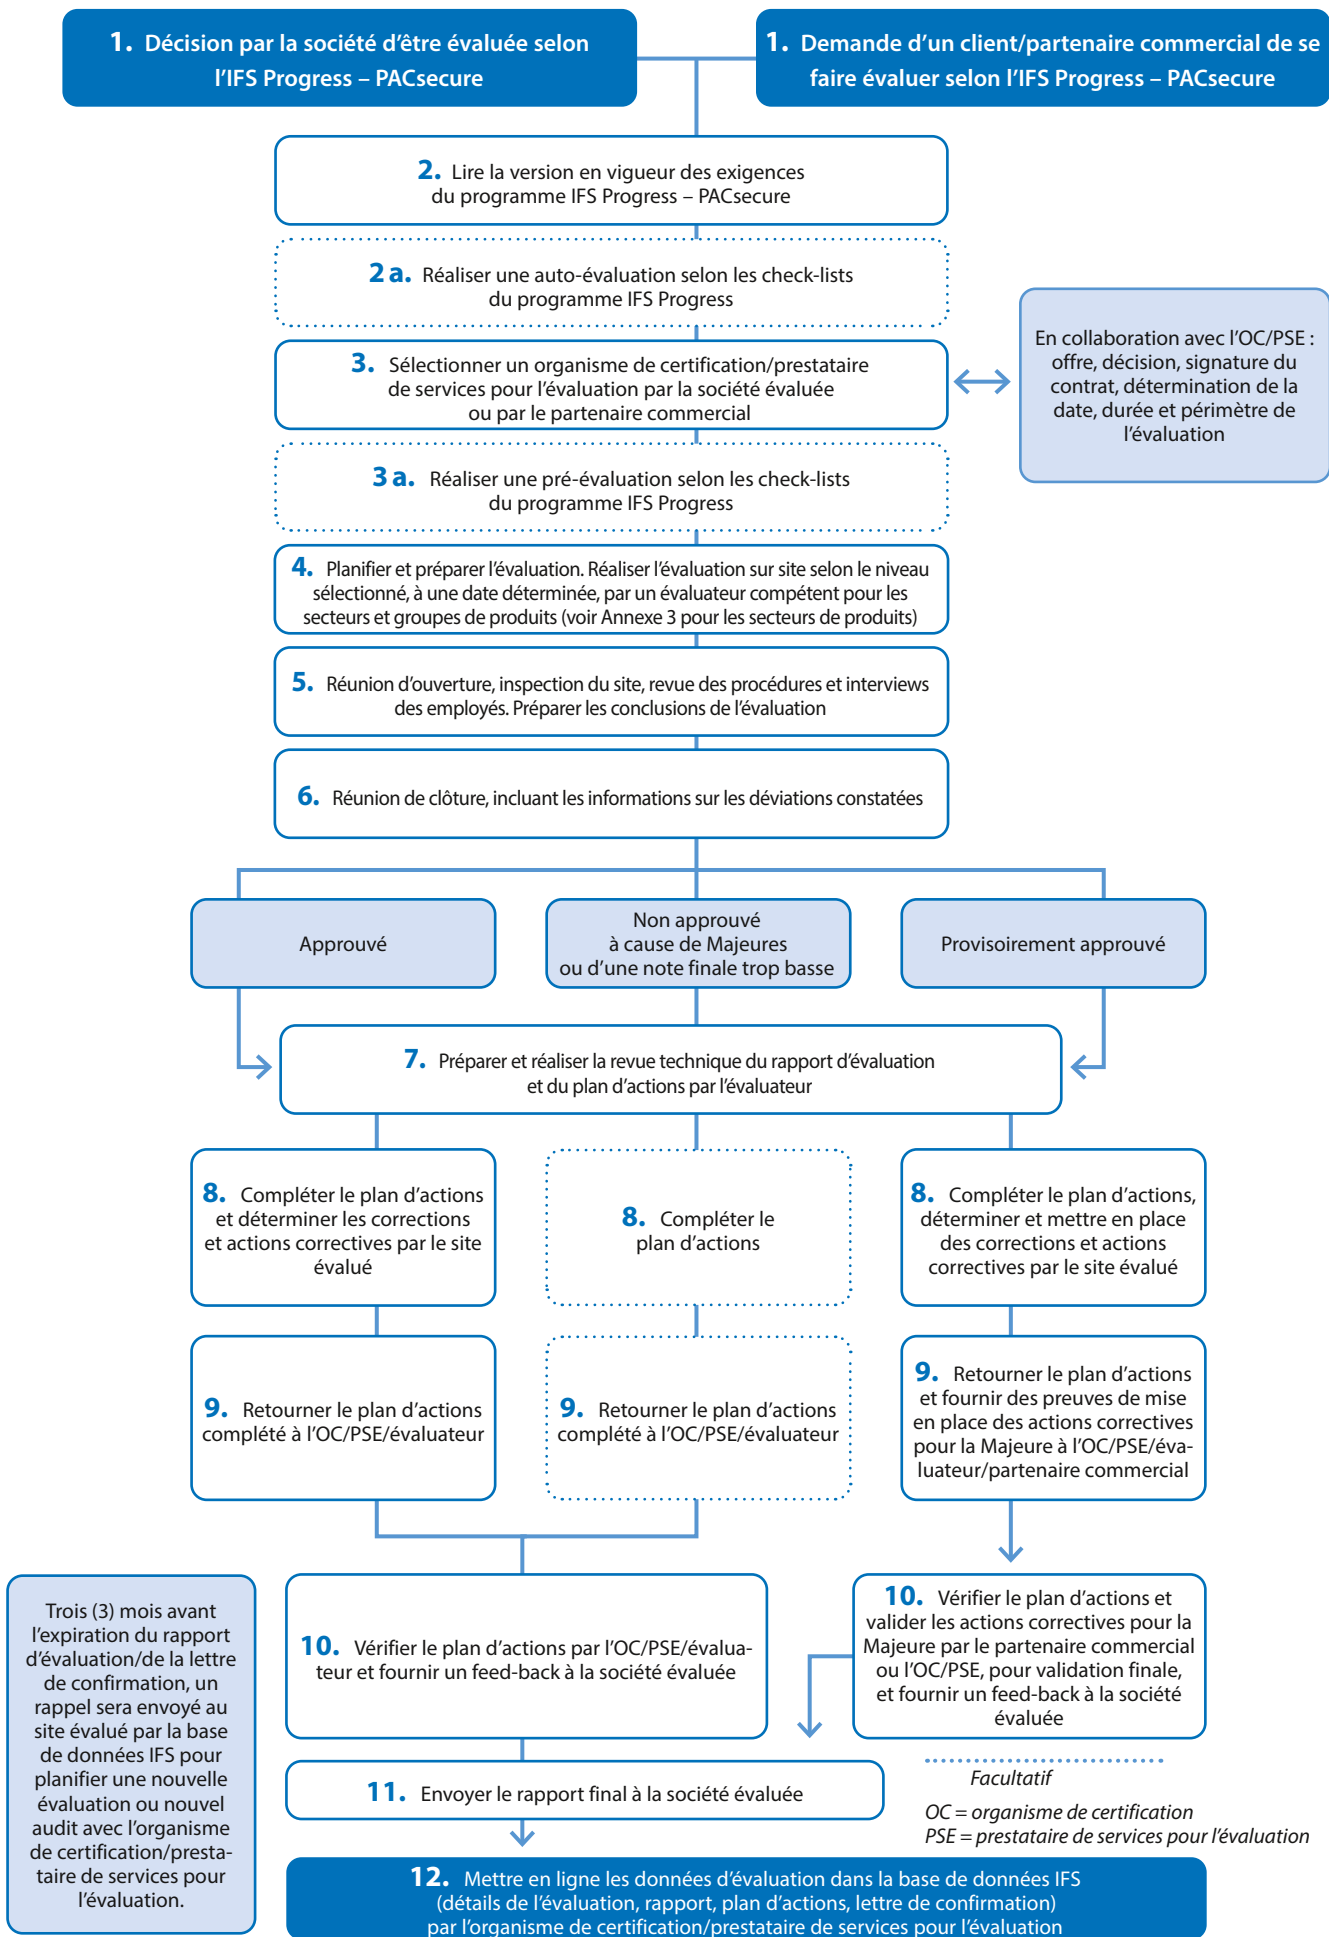 1. Décision par la société d'être évaluée selon
l'IFS Progress – PACsecure
1. Demande d'un client/partenaire commercial de se
faire évaluer selon l'IFS Progress – PACsecure
2. Lire la version en vigueur des exigences
du programme IFS Progress – PACsecure
2 a. Réaliser une auto-évaluation selon les check-lists
du programme IFS Progress
3. Sélectionner un organisme de certification/prestataire
de services pour l'évaluation par la société évaluée
ou par le partenaire commercial
En collaboration avec l'OC/PSE :
offre, décision, signature du
contrat, détermination de la
date, durée et périmètre de
l'évaluation
3 a. Réaliser une pré-évaluation selon les check-lists
du programme IFS Progress
4. Planifier et préparer l'évaluation. Réaliser l'évaluation sur site selon le niveau
sélectionné, à une date déterminée, par un évaluateur compétent pour les
secteurs et groupes de produits (voir Annexe 3 pour les secteurs de produits)
5. Réunion d'ouverture, inspection du site, revue des procédures et interviews
des employés. Préparer les conclusions de l'évaluation
6. Réunion de clôture, incluant les informations sur les déviations constatées
Approuvé
Non approuvé
à cause de Majeures
ou d'une note finale trop basse
Provisoirement approuvé
7. Préparer et réaliser la revue technique du rapport d'évaluation
et du plan d'actions par l'évaluateur
8. Compléter le plan d'actions
et déterminer les corrections
et actions correctives par le site
évalué
8. Compléter le
plan d'actions
8. Compléter le plan d'actions,
déterminer et mettre en place
des corrections et actions
correctives par le site évalué
9. Retourner le plan d'actions
complété à l'OC/PSE/évaluateur
9. Retourner le plan d'actions
complété à l'OC/PSE/évaluateur
9. Retourner le plan d'actions
et fournir des preuves de mise
en place des actions correctives
pour la Majeure à l'OC/PSE/éva-
luateur/partenaire commercial
Trois (3) mois avant
l'expiration du rapport
d'évaluation/de la lettre
de confirmation, un
rappel sera envoyé au
site évalué par la base
de données IFS pour
planifier une nouvelle
évaluation ou nouvel
audit avec l'organisme
de certification/presta-
taire de services pour
l'évaluation.
10. Vérifier le plan d'actions par l'OC/PSE/évalua-
teur et fournir un feed-back à la société évaluée
10. Vérifier le plan d'actions et
valider les actions correctives pour la
Majeure par le partenaire commercial
ou l'OC/PSE, pour validation finale,
et fournir un feed-back à la société
évaluée
11. Envoyer le rapport final à la société évaluée
Facultatif
OC = organisme de certification
PSE = prestataire de services pour l'évaluation
12. Mettre en ligne les données d'évaluation dans la base de données IFS
(détails de l'évaluation, rapport, plan d'actions, lettre de confirmation)
par l'organisme de certification/prestataire de services pour l'évaluation